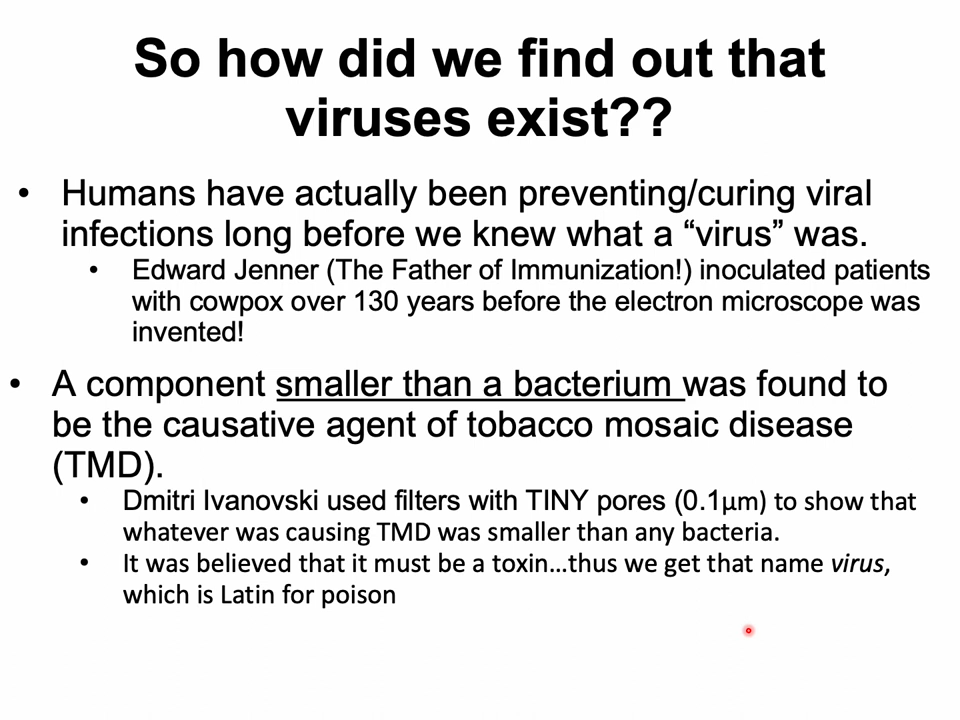 So how did we find out that
viruses exist??
• Humans have actually been preventing/curing viral
infections long before we knew what a “virus” was.
• Edward Jenner (The Father of Immunization!) inoculated patients
with cowpox over 130 years before the electron microscope was
invented!
• A component smaller than a bacterium was found to
be the causative agent of tobacco mosaic disease
(TMD).
• Dmitri Ivanovski used filters with TINY pores (0.1µm) to show that
whatever was causing TMD was smaller than any bacteria.
• It was believed that it must be a toxin…thus we get that name virus,
which is Latin for poison